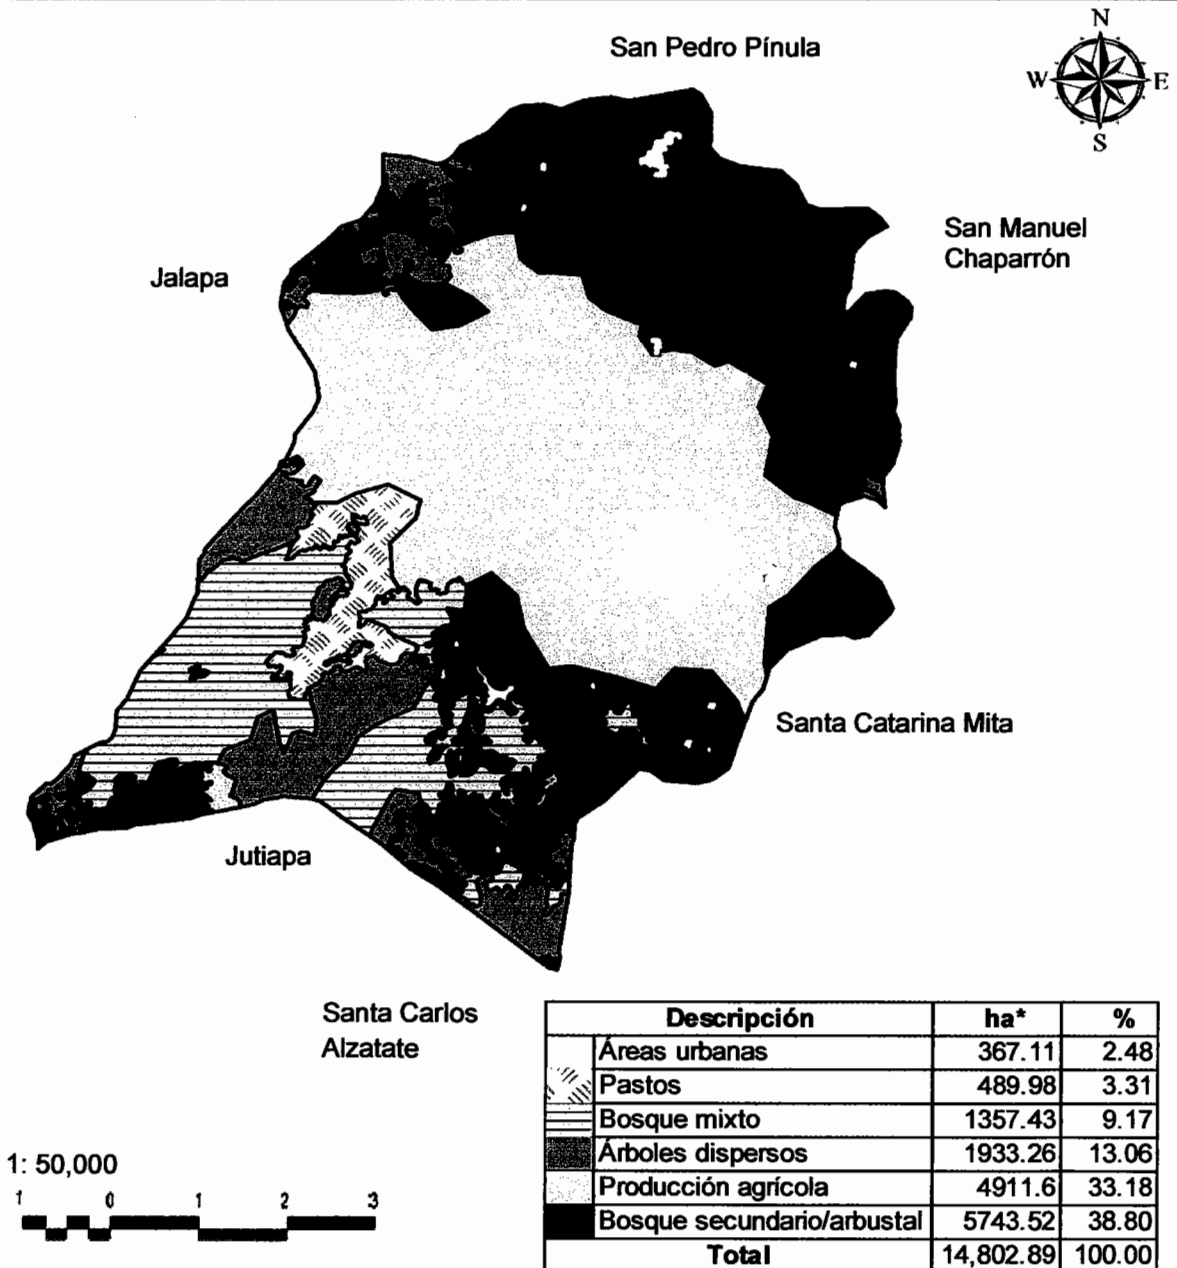 N
San Pedro Pínula
W E
S
San Manuel
Chaparrón
Jalapa
Santa Catarina Mita
Jutiapa
Santa Carlos
Alzatate
Descripción ha* %
Áreas urbanas 367.11 2.48
Pastos 489.98 3.31
Bosque mixto 1357.43 9.17
Árboles dispersos 1933.26 13.06
Producción agrícola 4911.6 33.18
Bosque secundario/arbustal 5743.52 38.80
Total 14,802.89 100.00
1: 50,000
1 0 1 2 3